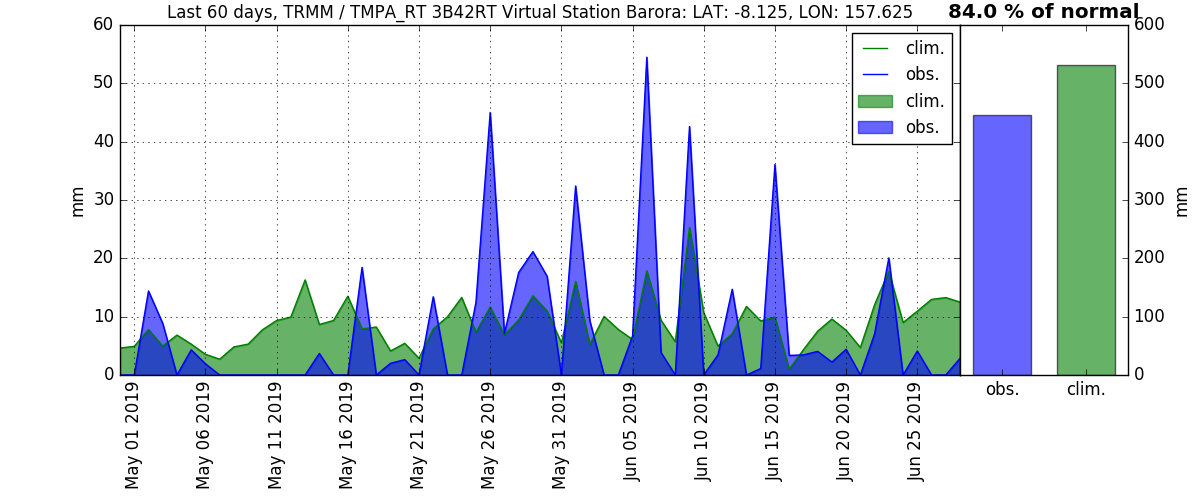 Last 60 days, TRMM / TMPA_RT 3B42RT Virtual Station Barora: LAT: -8.125, LON: 157.625
84.0 % of normal
60
50
40
30
20
10
0
mm
clim.
obs.
clim.
obs.
600
500
400
300
200
100
0
mm
May 01 2019
May 06 2019
May 11 2019
May 16 2019
May 21 2019
May 26 2019
May 31 2019
Jun 05 2019
Jun 10 2019
Jun 15 2019
Jun 20 2019
Jun 25 2019
obs.
clim.